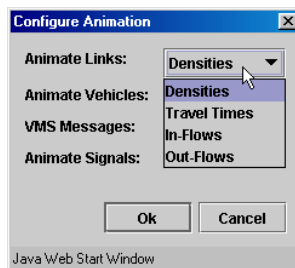 Configure Animation
Animate Links:
Densities
Densities
Animate Vehicles:
Travel Times
VMS Messages:
In-Flows
Animate Signals:
Out-Flows
Ok
Cancel
Java Web Start Window